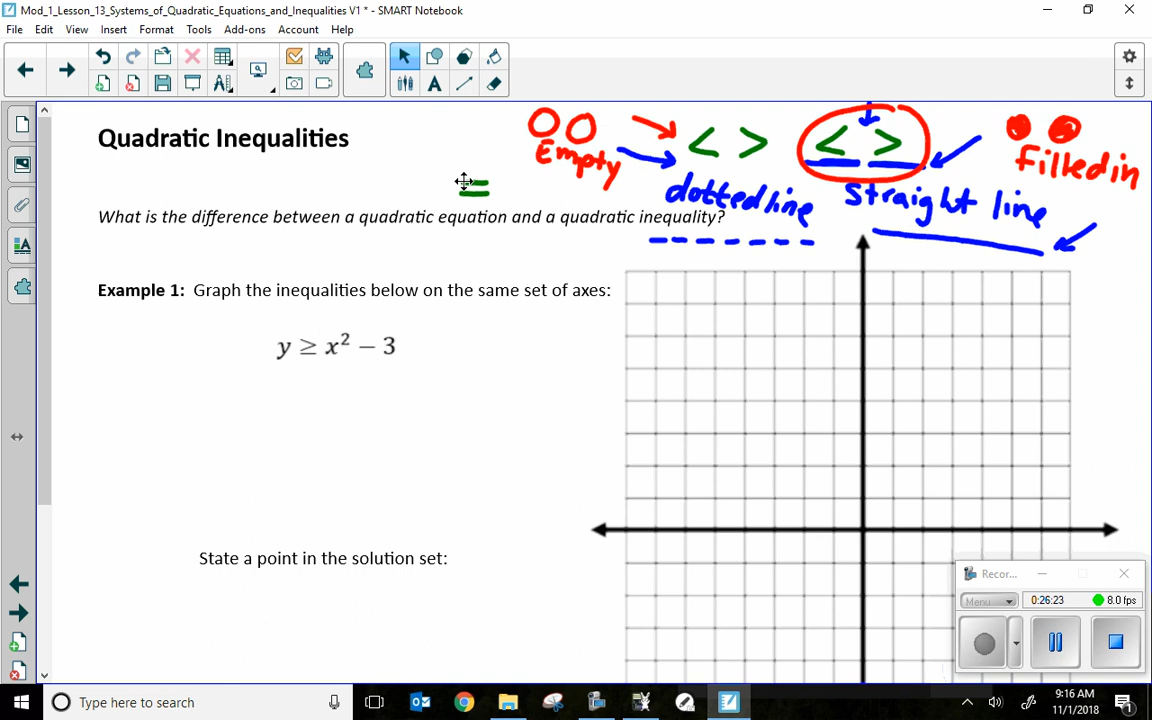 Mod_1_Lesson_13_Systems_of_Quadratic_Equations_and_Inequalities V1 * - SMART Notebook
File Edit View Insert Format Tools Add-ons Account Help
Quadratic Inequalities
Empty
< >
≤ ≥
Filled in
=
dotted line
straight line
What is the difference between a quadratic equation and a quadratic inequality?
Example 1: Graph the inequalities below on the same set of axes:
y ≥ x² − 3
State a point in the solution set:
Recor...
Menu
0:26:23
8.0 fps
Type here to search
9:16 AM
11/1/2018
1